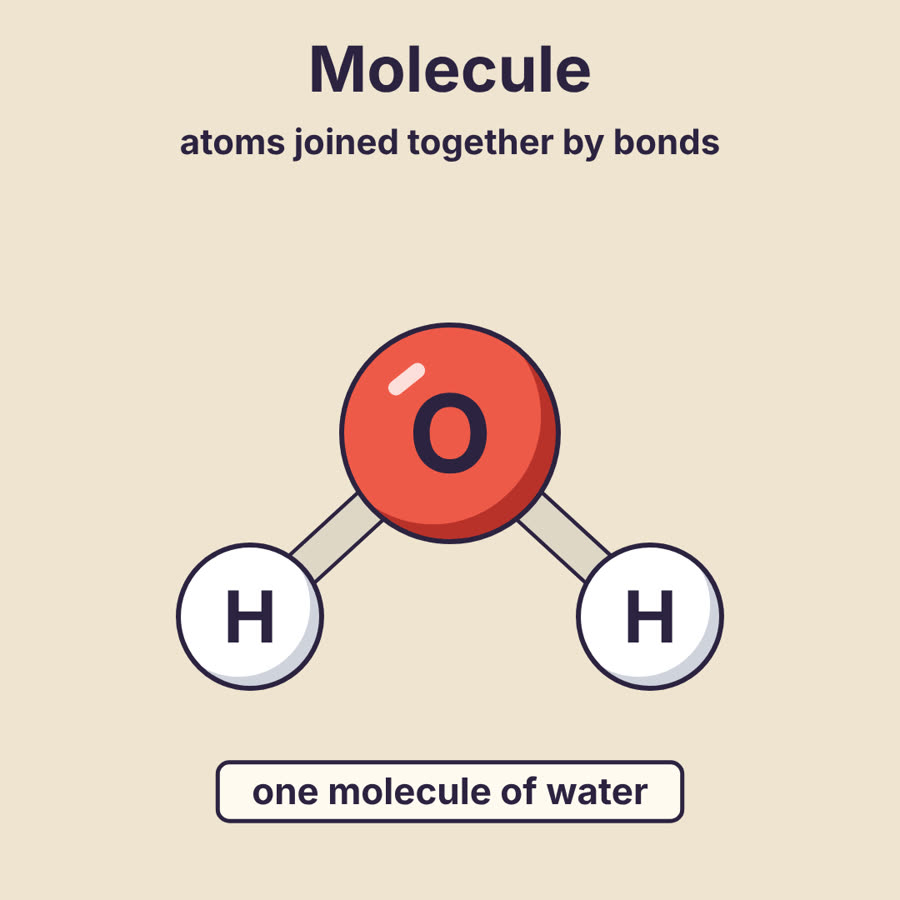 Molecule
atoms joined together by bonds
O
H H
one molecule of water